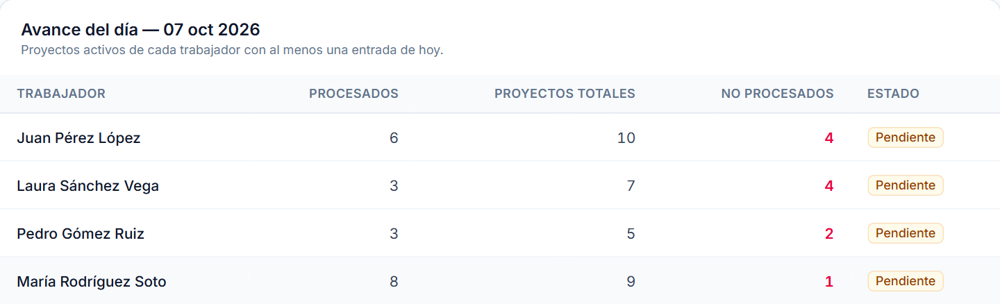 Avance del día — 07 oct 2026
Proyectos activos de cada trabajador con al menos una entrada de hoy.
TRABAJADOR PROCESADOS PROYECTOS TOTALES NO PROCESADOS ESTADO
Juan Pérez López 6 10 4 Pendiente
Laura Sánchez Vega 3 7 4 Pendiente
Pedro Gómez Ruiz 3 5 2 Pendiente
María Rodríguez Soto 8 9 1 Pendiente